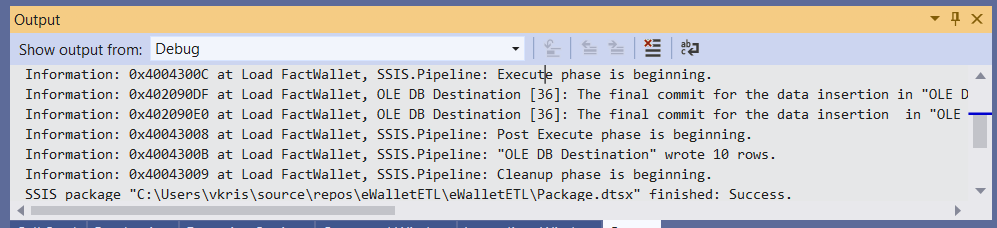 Output
Show output from: Debug
Information: 0x4004300C at Load FactWallet, SSIS.Pipeline: Execute phase is beginning.
Information: 0x402090DF at Load FactWallet, OLE DB Destination [36]: The final commit for the data insertion in "OLE D
Information: 0x402090E0 at Load FactWallet, OLE DB Destination [36]: The final commit for the data insertion  in "OLE
Information: 0x40043008 at Load FactWallet, SSIS.Pipeline: Post Execute phase is beginning.
Information: 0x4004300B at Load FactWallet, SSIS.Pipeline: "OLE DB Destination" wrote 10 rows.
Information: 0x40043009 at Load FactWallet, SSIS.Pipeline: Cleanup phase is beginning.
SSIS package "C:\Users\vkris\source\repos\eWalletETL\eWalletETL\Package.dtsx" finished: Success.